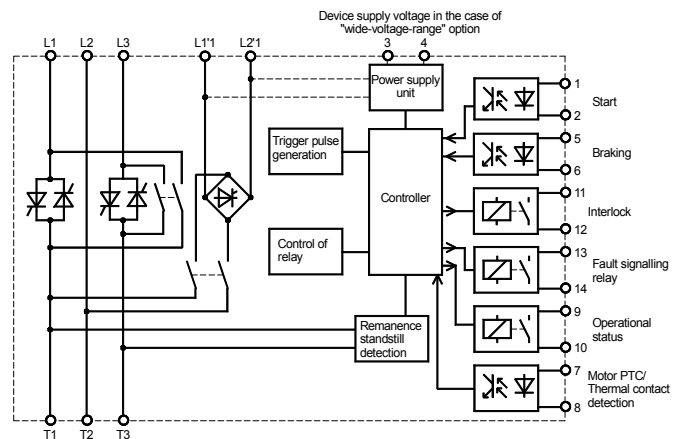 Device supply voltage in the case of
"wide-voltage-range" option
L1 L2 L3 L1'1 L2'1 3 4
Power supply
unit
1
Start
2
Trigger pulse
generation
5
Braking
6
Controller
11
Interlock
12
Control of
relay
13
Fault signalling
relay
14
9
Operational
status
10
Remanence
standstill
detection
7
Motor PTC/
Thermal contact
detection
8
T1 T2 T3